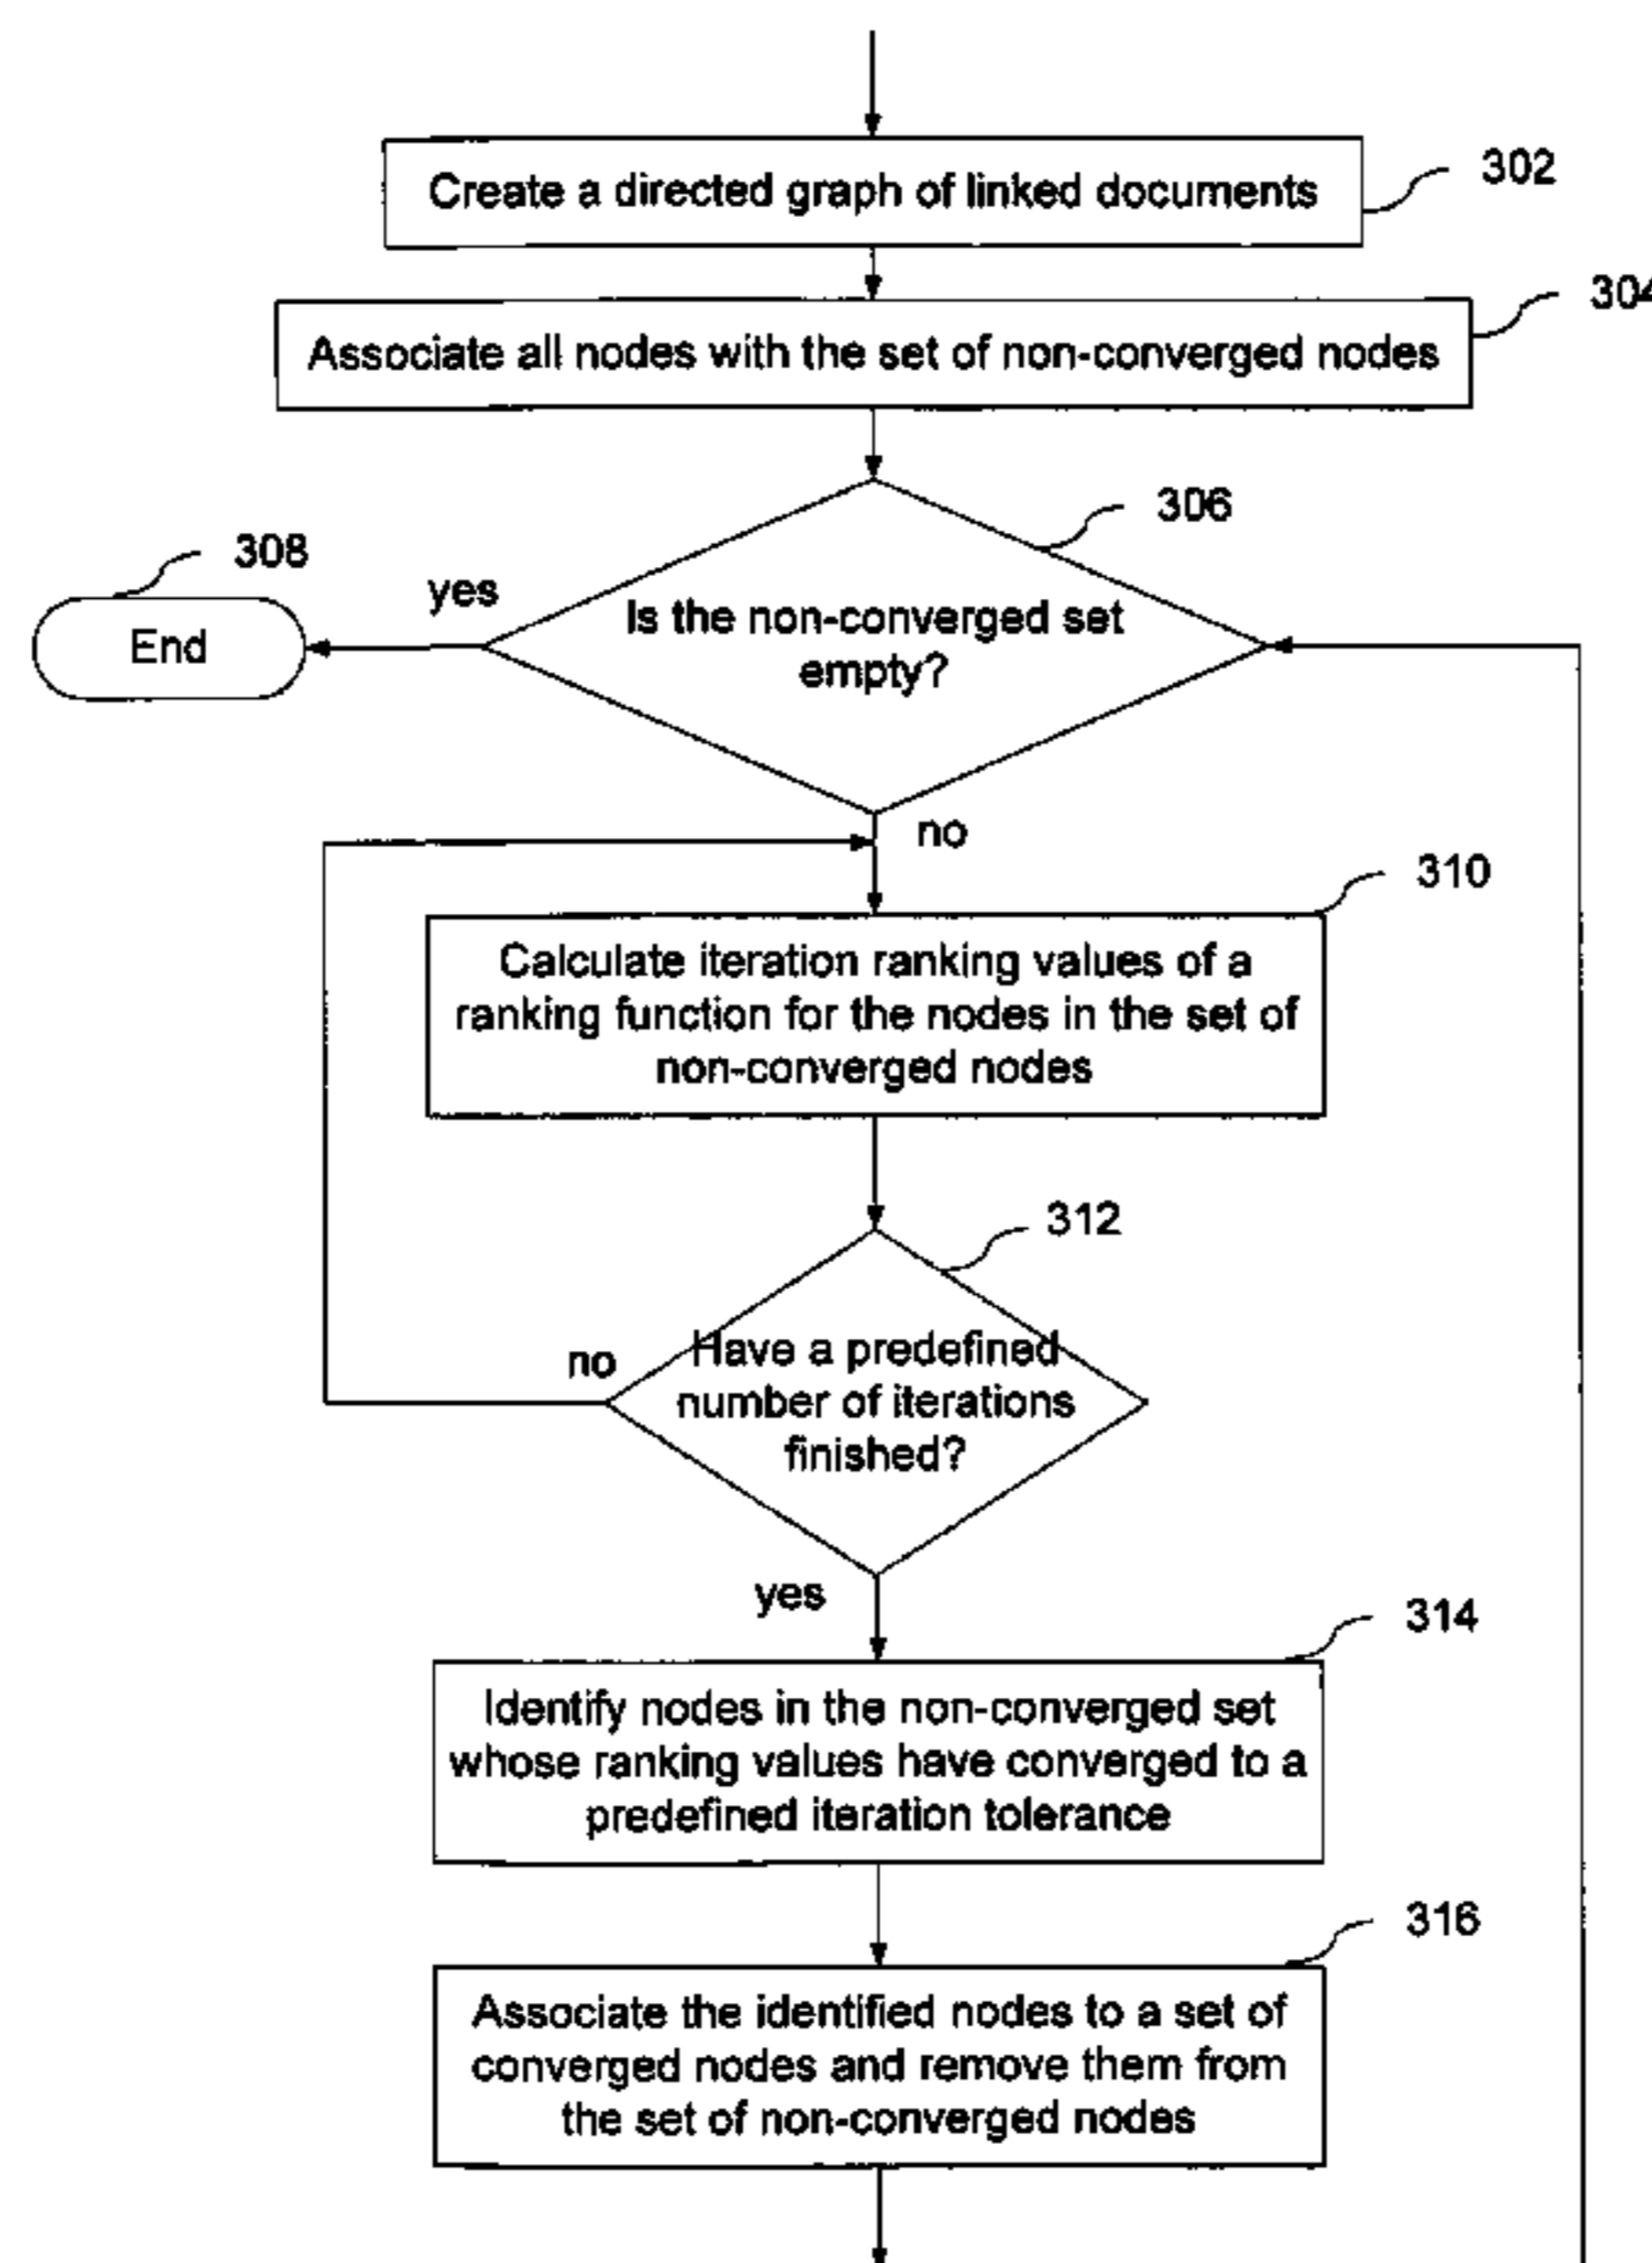 Create a directed graph of linked documents
302
304
Associate all nodes with the set of non-converged nodes
306
308
yes
Is the non-converged set
empty?
End
no
310
Calculate iteration ranking values of a
ranking function for the nodes in the set of
non-converged nodes
312
Have a predefined
number of iterations
finished?
no
yes
314
Identify nodes in the non-converged set
whose ranking values have converged to a
predefined iteration tolerance
316
Associate the identified nodes to a set of
converged nodes and remove them from
the set of non-converged nodes